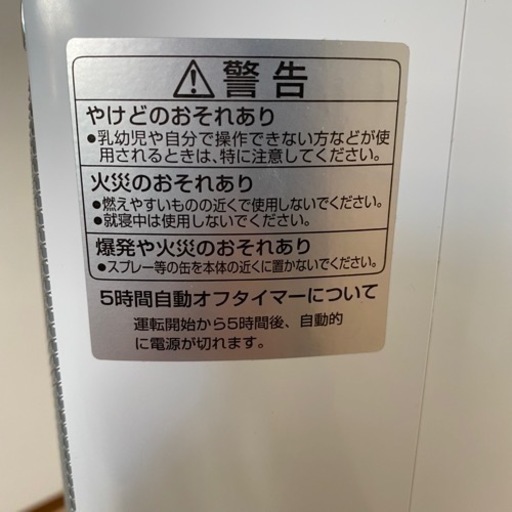 ⚠警告
やけどのおそれあり
●乳幼児や自分で操作できない方などが使
用されるときは、特に注意してください。
火災のおそれあり
●燃えやすいものの近くで使用しないでください。
●就寝中は使用しないでください。
爆発や火災のおそれあり
●スプレー等の缶を本体の近くに置かないでください。
5時間自動オフタイマーについて
運転開始から5時間後、自動的
に電源が切れます。